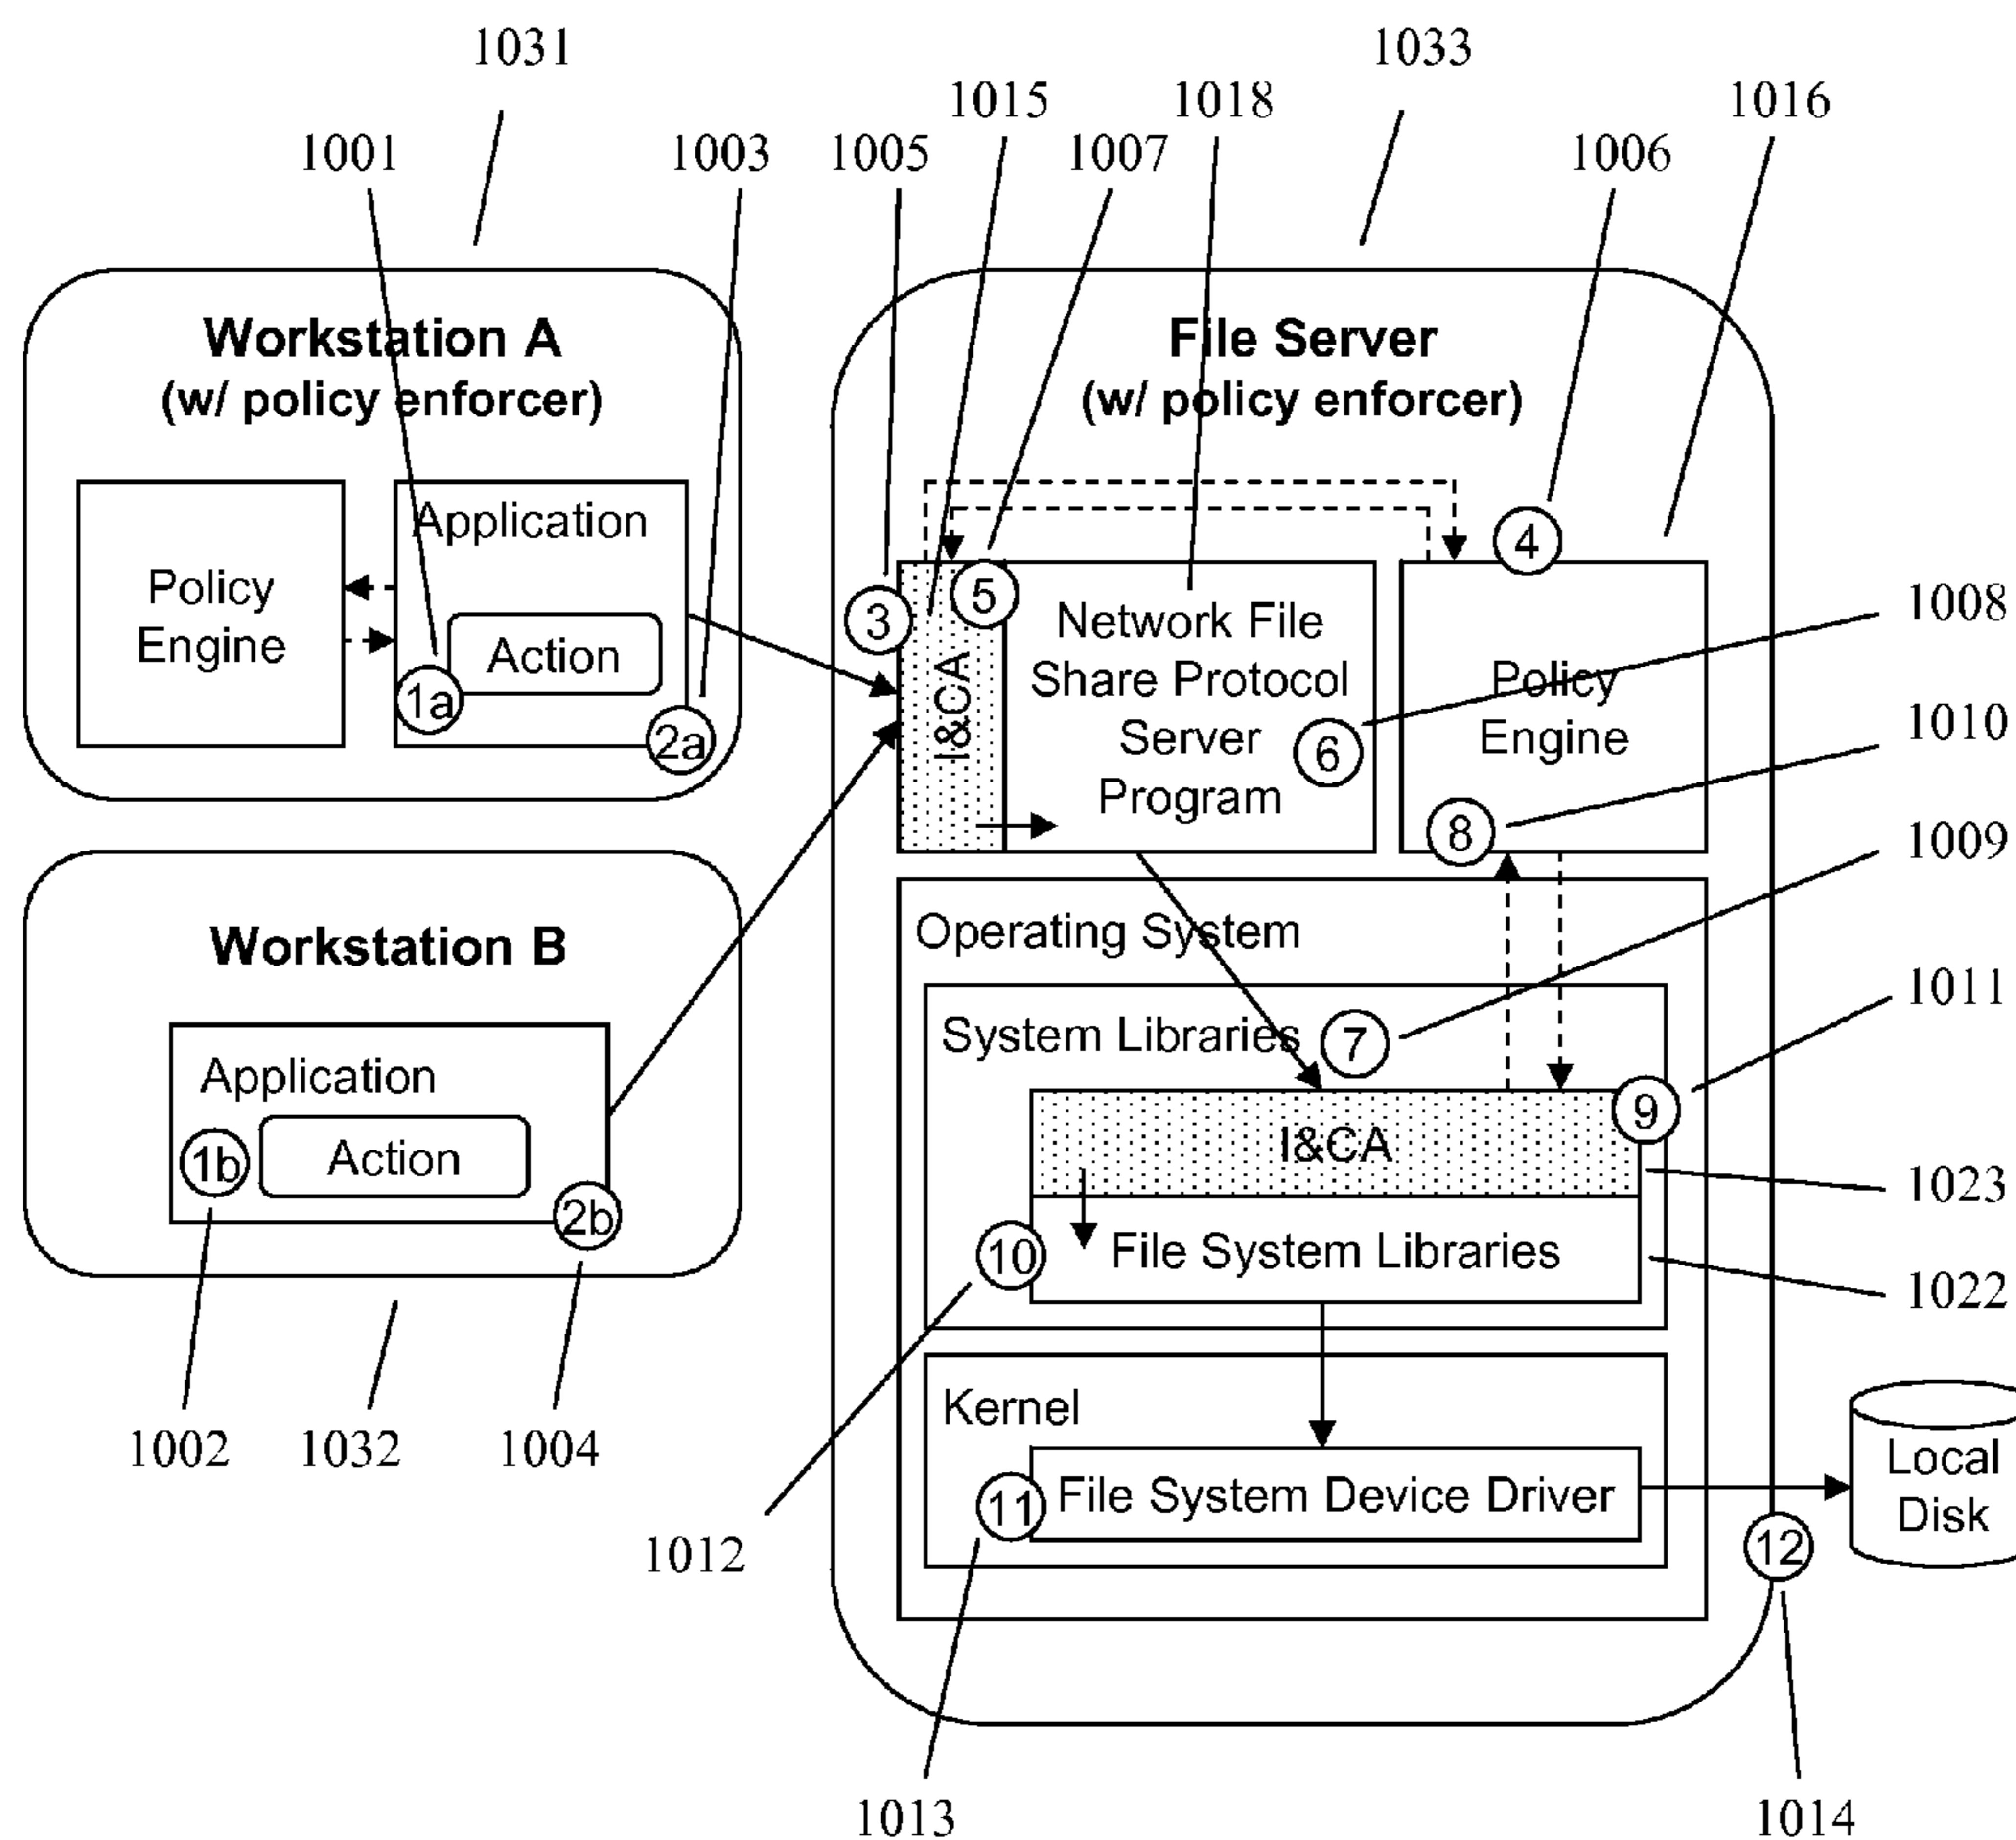 1031
1033
1015
1018
1016
1001
1003
1005
1007
1006
Workstation A
(w/ policy enforcer)
Policy
Engine
Application
Action
1a
2a
File Server
(w/ policy enforcer)
3
5
4
I&CA
Network File
Share Protocol
Server
Program
6
Policy
Engine
8
1008
1010
1009
1011
1023
1022
Workstation B
Application
1b
Action
2b
1002
1032
1004
Operating System
System Libraries
7
I&CA
9
10
File System Libraries
Kernel
11
File System Device Driver
12
Local
Disk
1012
1013
1014